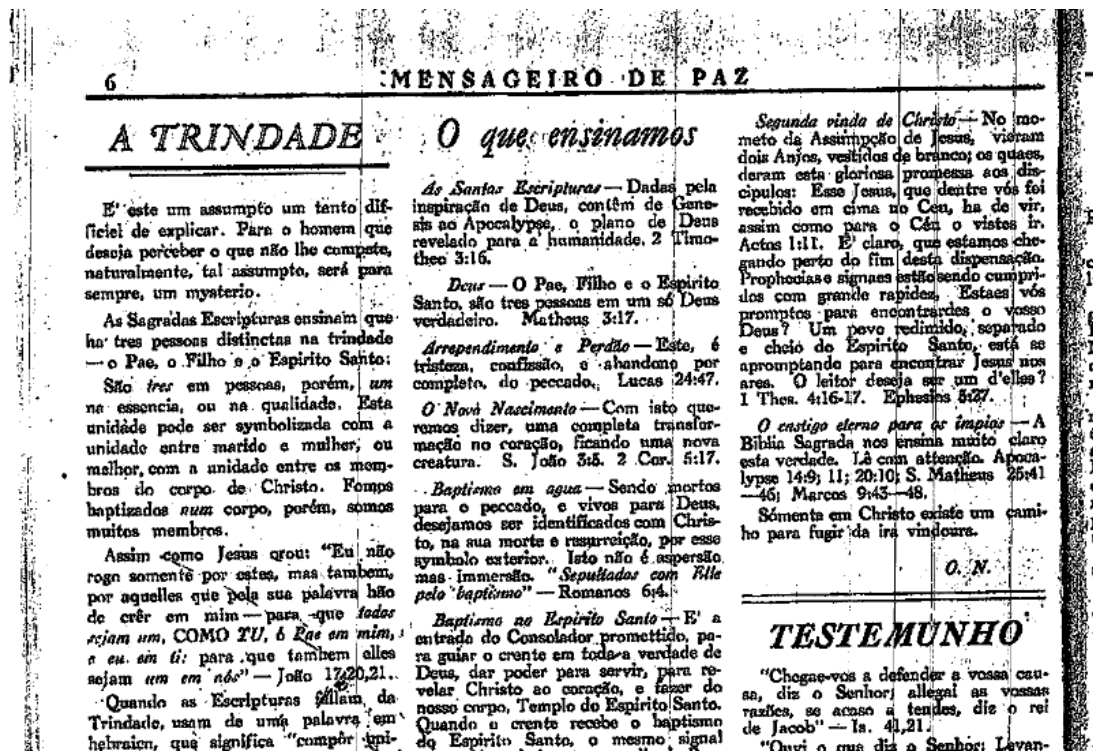 6
MENSAGEIRO DE PAZ
A TRINDADE
E' este um assumpto um tanto dif-
ficiel de explicar. Para o homem que
deseja perceber o que não lhe compete,
naturalmente, tal assumpto, será para
sempre, um mysterio.
As Sagradas Escripturas ensinam que
ha tres pessoas distinctas na trindade
— o Pae, o Filho e o Espirito Santo:
São tres em pessoas, porém, um
na essencia, ou na qualidade. Esta
unidade pode ser symbolizada com a
unidade entre marido e mulher, ou
melhor, com a unidade entre os mem-
bros do corpo de Christo. Fomos
baptizados num corpo, porém, somos
muitos membros.
Assim como Jesus orou: "Eu não
rogo somente por estes, mas tambem,
por aquelles que pela sua palavra hão
de crêr em mim — para que todos
sejam um, COMO TU, ó Pae em mim,
e eu em ti: para que tambem elles
sejam um em nós" — João 17,20,21.
Quando as Escripturas fallam da
Trindade, usam de uma palavra em
hebraico, que significa "compôr
O que ensinamos
As Santas Escripturas — Dadas pela
inspiração de Deus, contêm de Gene-
sis ao Apocalypse, o plano de Deus
revelado para a humanidade. 2 Timo-
theo 3:16.
Deus — O Pae, Filho e o Espirito
Santo, são tres pessoas em um só Deus
verdadeiro. Matheus 3:17.
Arrependimento e Perdão — Este, é
tristeza, confissão, e abandono por
completo, do peccado, Lucas 24:47.
O Novo Nascimento — Com isto que-
remos dizer, uma completa transfor-
mação no coração, ficando uma nova
creatura. S. João 3:5. 2 Cor. 5:17.
Baptismo em agua — Sendo mortos
para o peccado, e vivos para Deus,
desejamos ser identificados com Chris-
to, na sua morte e resurreição, por esse
symbolo exterior. Isto não é aspersão
mas immersão. "Sepultados com Elle
pelo baptismo" — Romanos 6:4.
Baptismo no Espirito Santo — E' a
entrada do Consolador promettido, pa-
ra guiar o crente em toda a verdade de
Deus, dar poder para servir, para re-
velar Christo ao coração, e fazer do
nosso corpo, Templo do Espirito Santo.
Quando o crente recebe o baptismo
do Espirito Santo, o mesmo signal
Segunda vinda de Christo — No mo-
meto da Assumpção de Jesus, vieram
dois Anjos, vestidos de branco; os quaes,
deram esta gloriosa promessa aos dis-
cipulos: Esse Jesus, que dentre vós foi
recebido em cima no Ceu, ha de vir,
assim como para o Céu o vistes ir.
Actos 1:11. E' claro, que estamos che-
gando perto do fim desta dispensação.
Prophecias e signaes estão sendo cumpri-
dos com grande rapidez. Estaes vós
promptos para encontrardes o vosso
Deus? Um povo redimido, separado
e cheio do Espirito Santo, está se
apromptando para encontrar Jesus nos
ares. O leitor deseja ser um d'elles?
1 Thes. 4:16-17. Ephesios 5:27.
O castigo eterno para os impios — A
Biblia Sagrada nos ensina muito claro
esta verdade. Lê com attenção. Apoca-
lypse 14:9; 11; 20:10; S. Matheus 25:41
—46; Marcos 9:43—48.
Sómente em Christo existe um cami-
ho para fugir da ira vindoura.
O. N.
TESTEMUNHO
"Chegae-vos a defender a vossa cau-
sa, diz o Senhor; allegai as vossas
razões, se acaso a tendes, diz o rei
de Jacob" — Is. 41,21.
"Ouvi o que diz o Senhor: Levan-